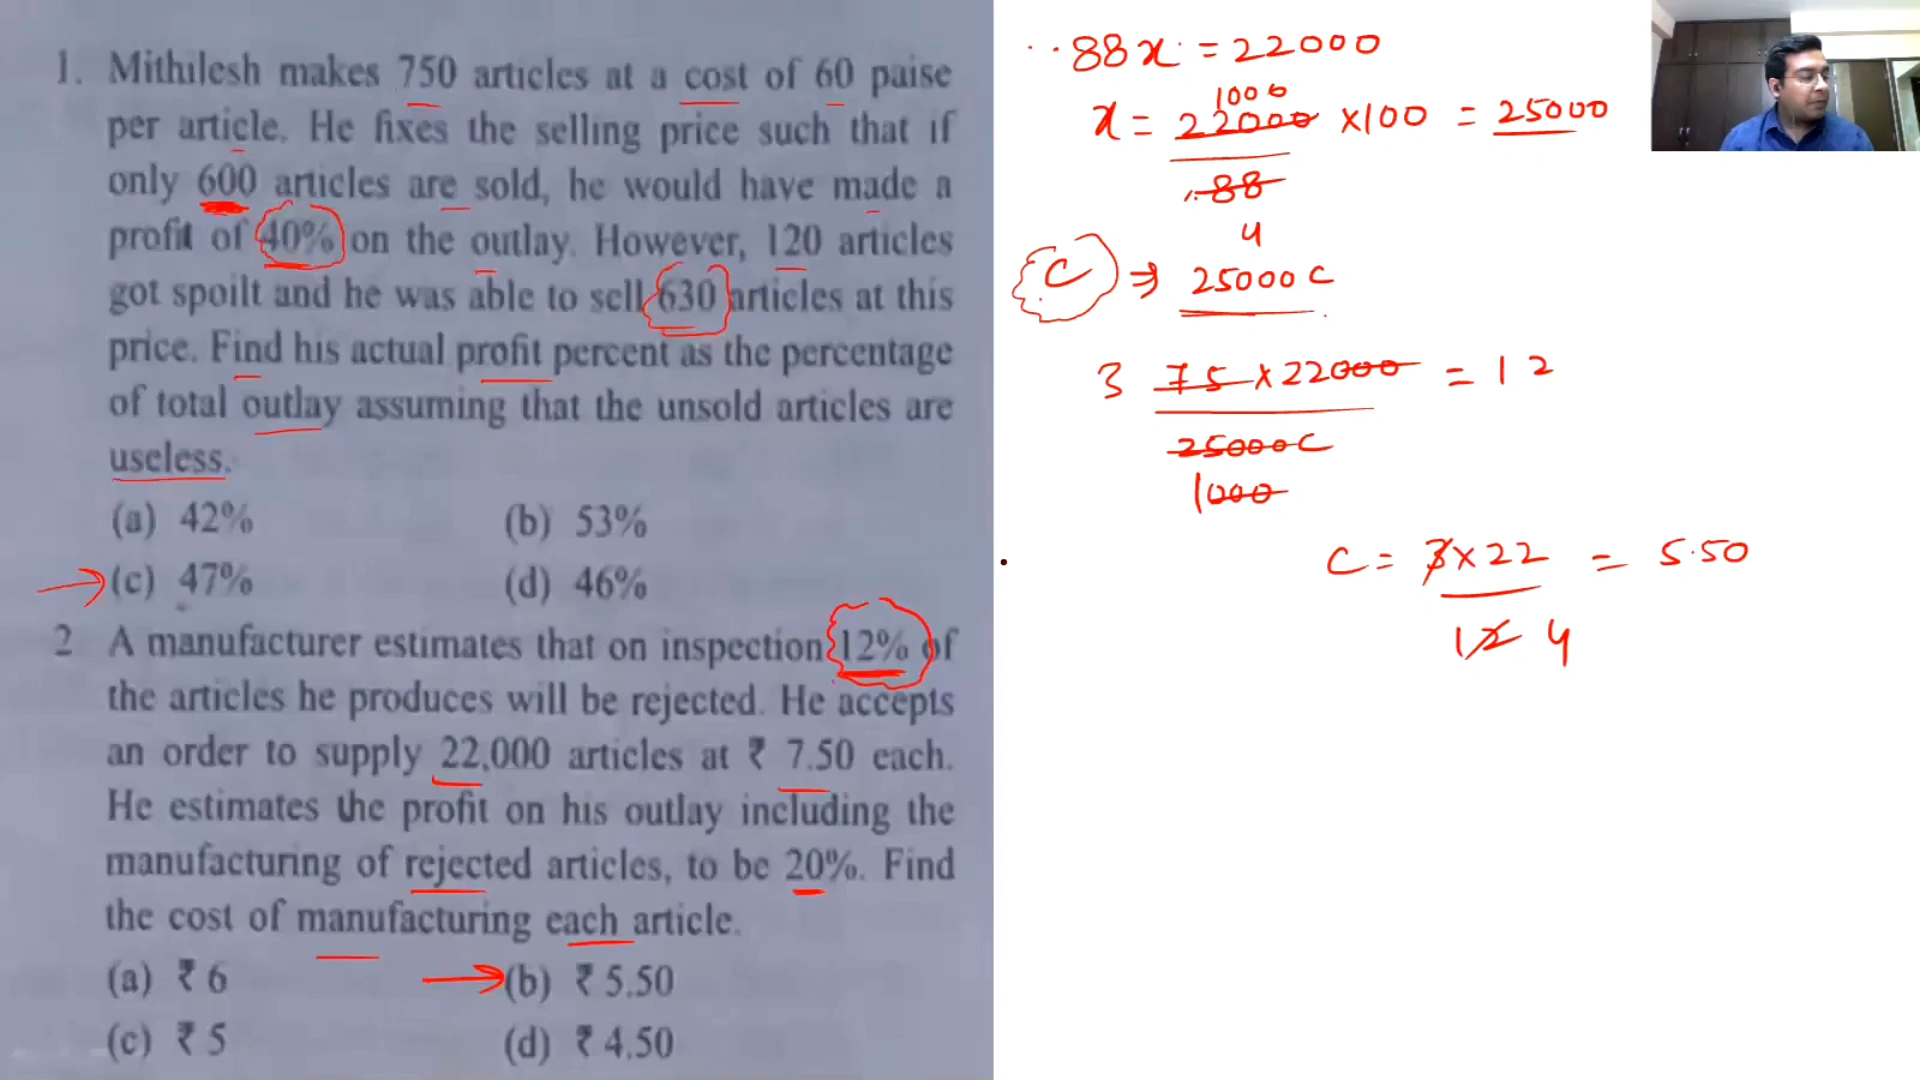 1. Mithilesh makes 750 articles at a cost of 60 paise
per article. He fixes the selling price such that if
only 600 articles are sold, he would have made a
profit of 40% on the outlay. However, 120 articles
got spoilt and he was able to sell 630 articles at this
price. Find his actual profit percent as the percentage
of total outlay assuming that the unsold articles are
useless.
(a) 42% (b) 53%
(c) 47% (d) 46%
2 A manufacturer estimates that on inspection 12% of
the articles he produces will be rejected. He accepts
an order to supply 22,000 articles at ₹ 7.50 each.
He estimates the profit on his outlay including the
manufacturing of rejected articles, to be 20%. Find
the cost of manufacturing each article.
(a) ₹ 6 (b) ₹ 5.50
(c) ₹ 5 (d) ₹ 4.50
.88x = 22000
1000
x = 22000 x100 = 25000
.88
4
C ⇒ 25000 C
3 75 x 22000 = 12
25000 C
1000
C = 3x22 = 5.50
12 4